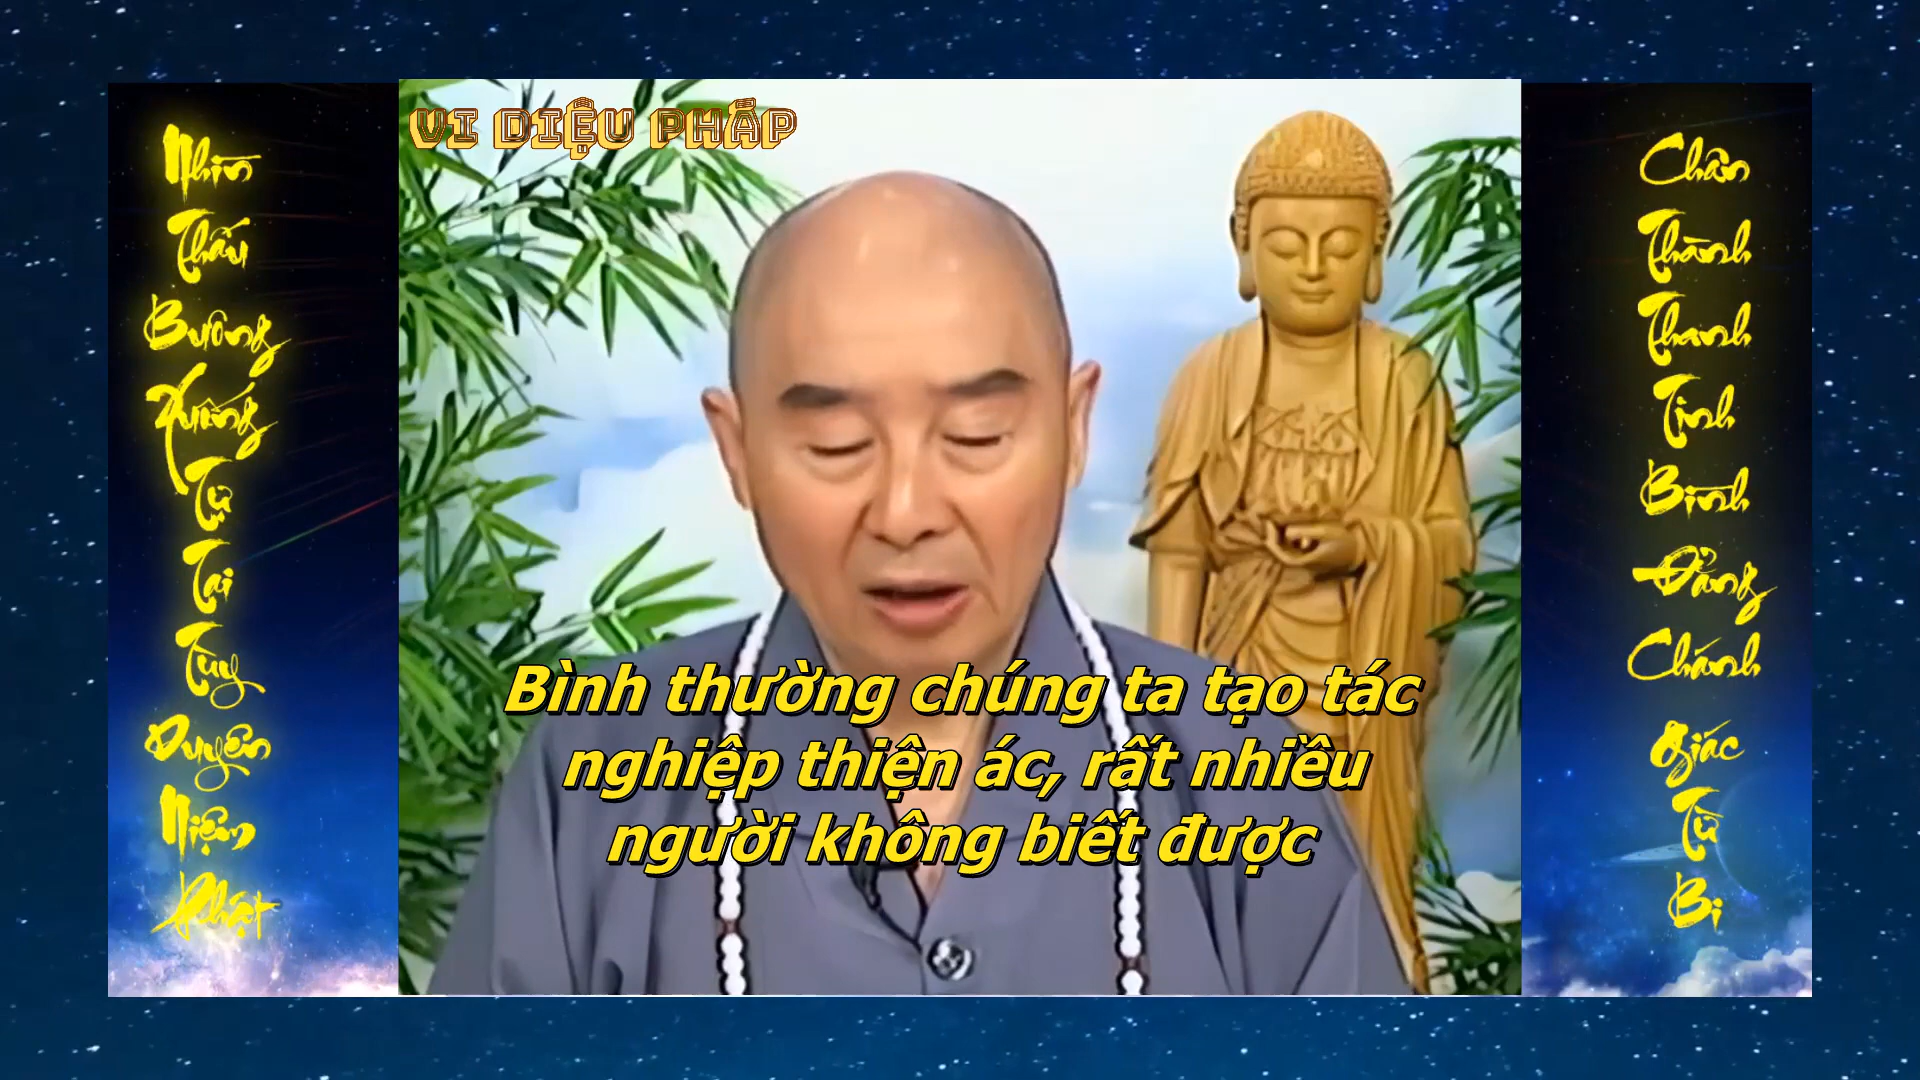 VI DIỆU PHÁP
Nhìn
Thấu
Buông
Xuống
Tự
Tại
Tùy
Duyên
Niệm
Phật
Chân
Thành
Thanh
Tịnh
Bình
Đẳng
Chánh
Giác
Từ
Bi
Bình thường chúng ta tạo tác
nghiệp thiện ác, rất nhiều
người không biết được